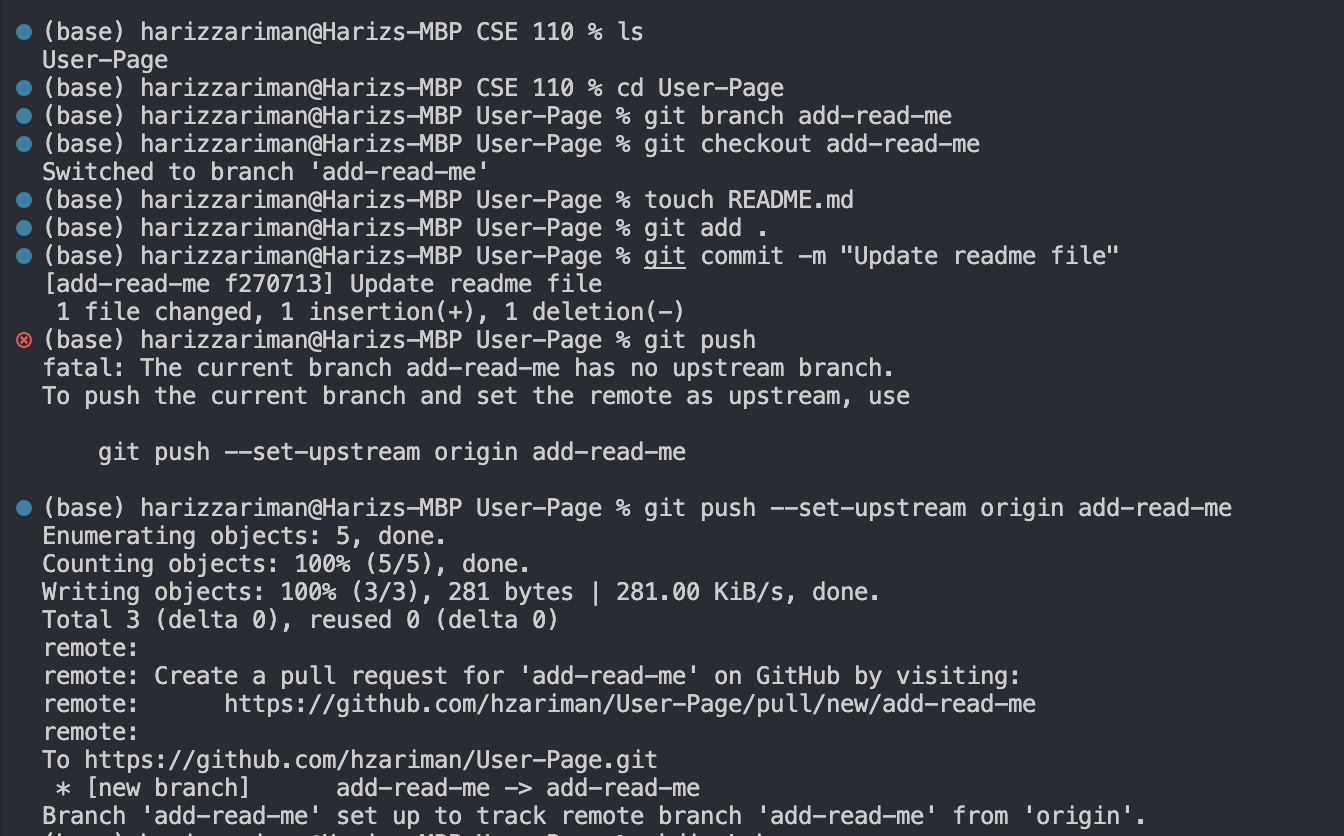 (base) harizzariman@Harizs-MBP CSE 110 % ls
User-Page
(base) harizzariman@Harizs-MBP CSE 110 % cd User-Page
(base) harizzariman@Harizs-MBP User-Page % git branch add-read-me
(base) harizzariman@Harizs-MBP User-Page % git checkout add-read-me
Switched to branch 'add-read-me'
(base) harizzariman@Harizs-MBP User-Page % touch README.md
(base) harizzariman@Harizs-MBP User-Page % git add .
(base) harizzariman@Harizs-MBP User-Page % git commit -m "Update readme file"
[add-read-me f270713] Update readme file
 1 file changed, 1 insertion(+), 1 deletion(-)
(base) harizzariman@Harizs-MBP User-Page % git push
fatal: The current branch add-read-me has no upstream branch.
To push the current branch and set the remote as upstream, use

    git push --set-upstream origin add-read-me

(base) harizzariman@Harizs-MBP User-Page % git push --set-upstream origin add-read-me
Enumerating objects: 5, done.
Counting objects: 100% (5/5), done.
Writing objects: 100% (3/3), 281 bytes | 281.00 KiB/s, done.
Total 3 (delta 0), reused 0 (delta 0)
remote:
remote: Create a pull request for 'add-read-me' on GitHub by visiting:
remote:      https://github.com/hzariman/User-Page/pull/new/add-read-me
remote:
To https://github.com/hzariman/User-Page.git
 * [new branch]      add-read-me -> add-read-me
Branch 'add-read-me' set up to track remote branch 'add-read-me' from 'origin'.